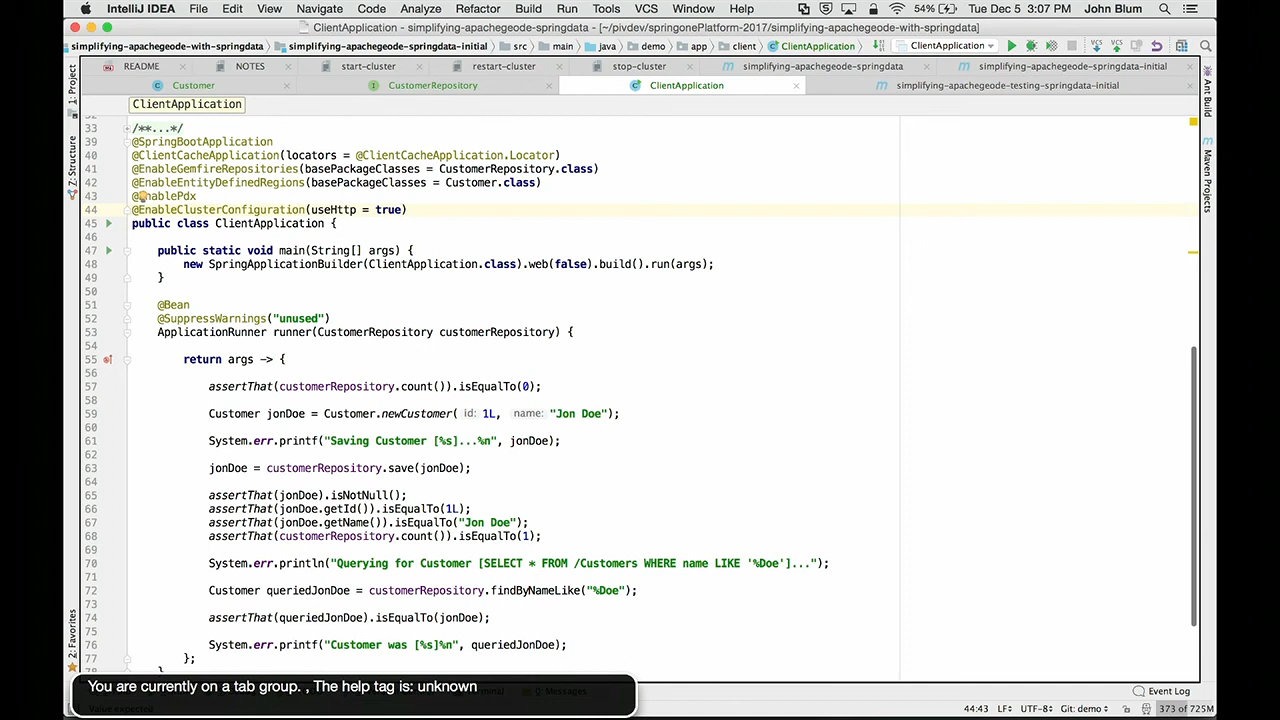 IntelliJ IDEA File Edit View Navigate Code Analyze Refactor Build Run Tools VCS Window Help 54% Tue Dec 5 3:07 PM John Blum
ClientApplication - simplifying-apachegeode-springdata - [~/pivdev/springonePlatform-2017/simplifying-apachegeode-with-springdata]
simplifying-apachegeode-with-springdata simplifying-apachegeode-springdata-initial src main java demo app client ClientApplication ClientApplication
README NOTES start-cluster restart-cluster stop-cluster simplifying-apachegeode-springdata simplifying-apachegeode-springdata-initial
Customer CustomerRepository ClientApplication simplifying-apachegeode-testing-springdata-initial
1: Project
7: Structure
2: Favorites
Ant Build
Maven Projects
ClientApplication
33 /**...*/
39 @SpringBootApplication
40 @ClientCacheApplication(locators = @ClientCacheApplication.Locator)
41 @EnableGemfireRepositories(basePackageClasses = CustomerRepository.class)
42 @EnableEntityDefinedRegions(basePackageClasses = Customer.class)
43 @EnablePdx
44 @EnableClusterConfiguration(useHttp = true)
45 public class ClientApplication {
46
47 public static void main(String[] args) {
48 new SpringApplicationBuilder(ClientApplication.class).web(false).build().run(args);
49 }
50
51 @Bean
52 @SuppressWarnings("unused")
53 ApplicationRunner runner(CustomerRepository customerRepository) {
54
55 return args -> {
56
57 assertThat(customerRepository.count()).isEqualTo(0);
58
59 Customer jonDoe = Customer.newCustomer( id: 1L, name: "Jon Doe");
60
61 System.err.printf("Saving Customer [%s]...%n", jonDoe);
62
63 jonDoe = customerRepository.save(jonDoe);
64
65 assertThat(jonDoe).isNotNull();
66 assertThat(jonDoe.getId()).isEqualTo(1L);
67 assertThat(jonDoe.getName()).isEqualTo("Jon Doe");
68 assertThat(customerRepository.count()).isEqualTo(1);
69
70 System.err.println("Querying for Customer [SELECT * FROM /Customers WHERE name LIKE '%Doe']...");
71
72 Customer queriedJonDoe = customerRepository.findByNameLike("%Doe");
73
74 assertThat(queriedJonDoe).isEqualTo(jonDoe);
75
76 System.err.printf("Customer was [%s]%n", queriedJonDoe);
77 };
You are currently on a tab group. , The help tag is: unknown
Terminal 0: Messages Event Log
Value expected 44:43 LF UTF-8 Git: demo 373 of 725M